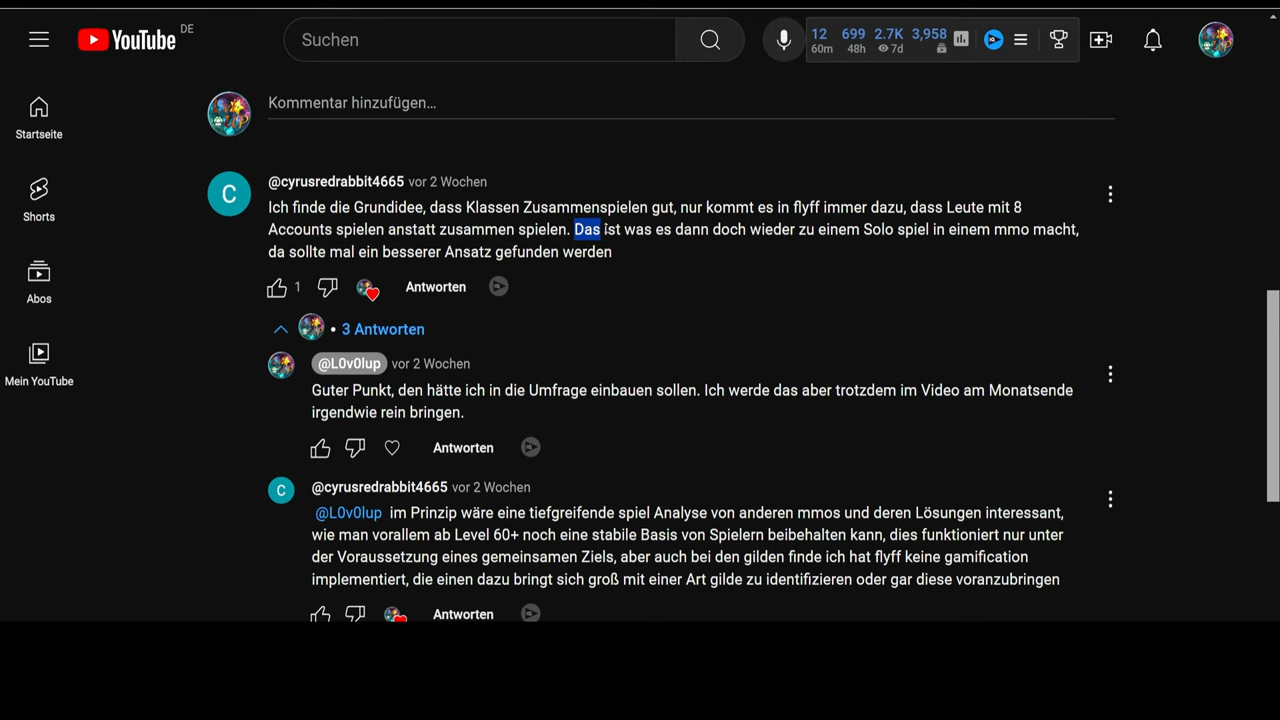 YouTube DE
Suchen
12 699 2.7K 3,958
60m 48h 7d
Startseite
Shorts
Abos
Mein YouTube
Kommentar hinzufügen…
C
@cyrusredrabbit4665 vor 2 Wochen
Ich finde die Grundidee, dass Klassen Zusammenspielen gut, nur kommt es in flyff immer dazu, dass Leute mit 8
Accounts spielen anstatt zusammen spielen. Das ist was es dann doch wieder zu einem Solo spiel in einem mmo macht,
da sollte mal ein besserer Ansatz gefunden werden
1 Antworten
• 3 Antworten
@L0v0lup vor 2 Wochen
Guter Punkt, den hätte ich in die Umfrage einbauen sollen. Ich werde das aber trotzdem im Video am Monatsende
irgendwie rein bringen.
Antworten
C
@cyrusredrabbit4665 vor 2 Wochen
@L0v0lup im Prinzip wäre eine tiefgreifende spiel Analyse von anderen mmos und deren Lösungen interessant,
wie man vorallem ab Level 60+ noch eine stabile Basis von Spielern beibehalten kann, dies funktioniert nur unter
der Voraussetzung eines gemeinsamen Ziels, aber auch bei den gilden finde ich hat flyff keine gamification
implementiert, die einen dazu bringt sich groß mit einer Art gilde zu identifizieren oder gar diese voranzubringen
Antworten